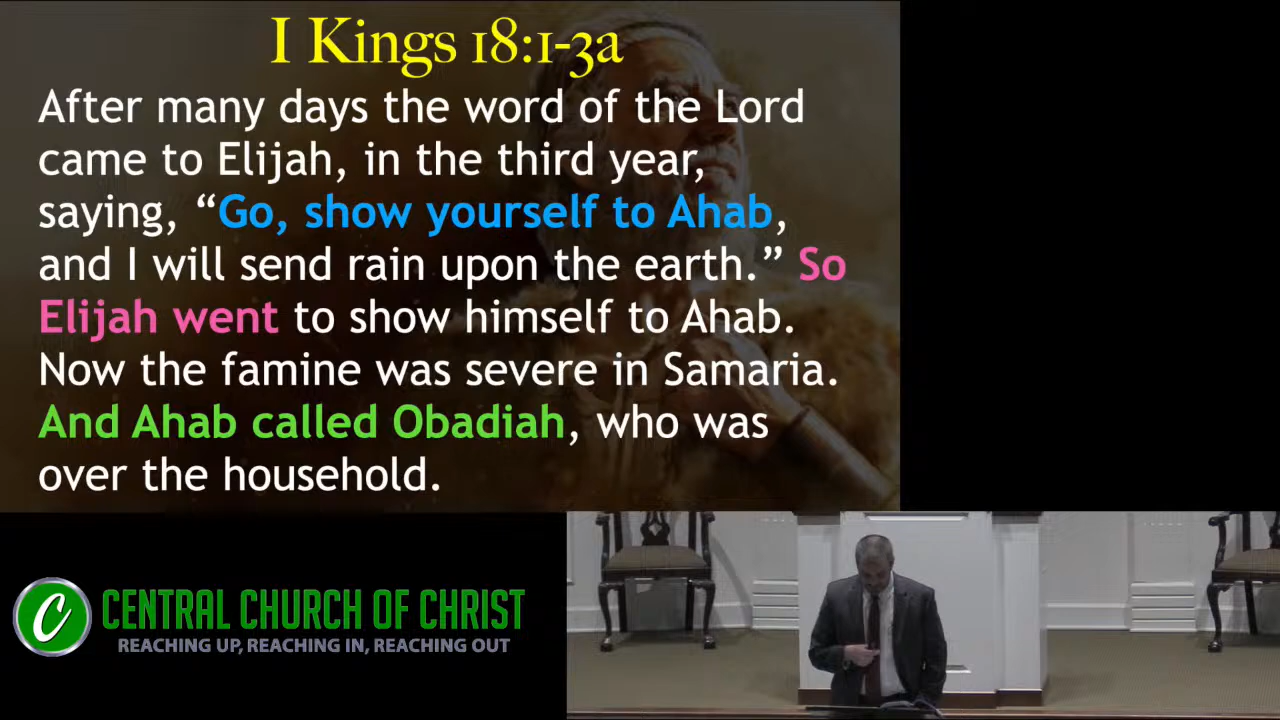 I Kings 18:1-3a
After many days the word of the Lord
came to Elijah, in the third year,
saying, “Go, show yourself to Ahab,
and I will send rain upon the earth.” So
Elijah went to show himself to Ahab.
Now the famine was severe in Samaria.
And Ahab called Obadiah, who was
over the household.
C
CENTRAL CHURCH OF CHRIST
REACHING UP, REACHING IN, REACHING OUT